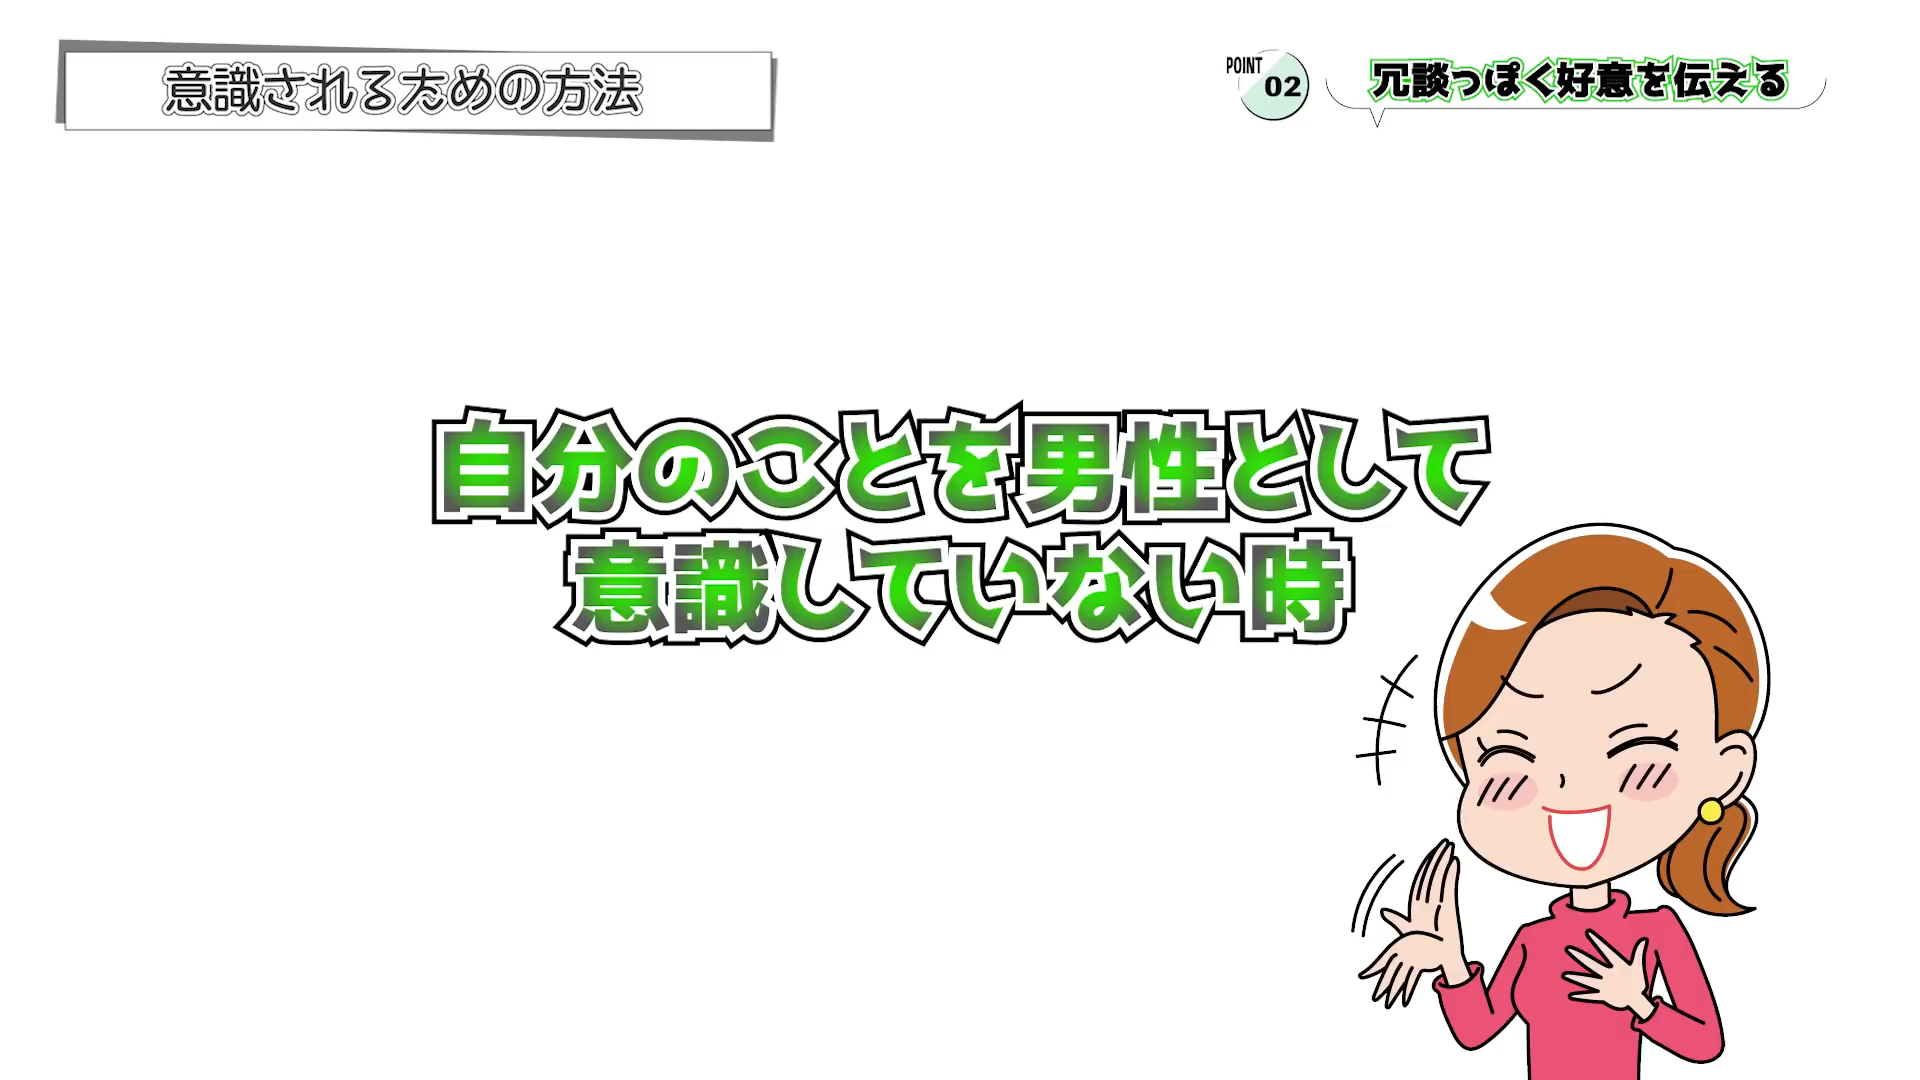 意識されるための方法
POINT
02
冗談っぽく好意を伝える
自分のことを男性として
意識していない時